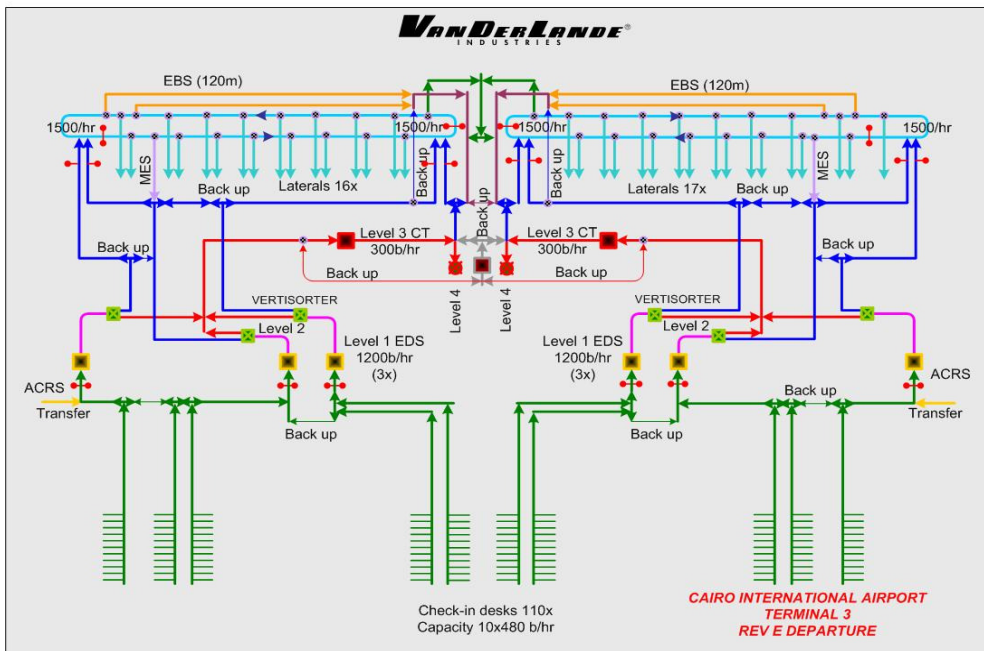 VANDERLANDE®
INDUSTRIES
EBS (120m)
EBS (120m)
1500/hr
1500/hr
1500/hr
1500/hr
MES
Back up
Laterals 16x
Back up
Back up
Back up
Laterals 17x
Back up
MES
Back up
Level 3 CT
300b/hr
Level 3 CT
300b/hr
Back up
Back up
Back up
Level 4
Level 4
VERTISORTER
Level 2
VERTISORTER
Level 2
Level 1 EDS
1200b/hr
(3x)
Level 1 EDS
1200b/hr
(3x)
ACRS
Transfer
ACRS
Transfer
Back up
Back up
Back up
Check-in desks 110x
Capacity 10x480 b/hr
CAIRO INTERNATIONAL AIRPORT
TERMINAL 3
REV E DEPARTURE